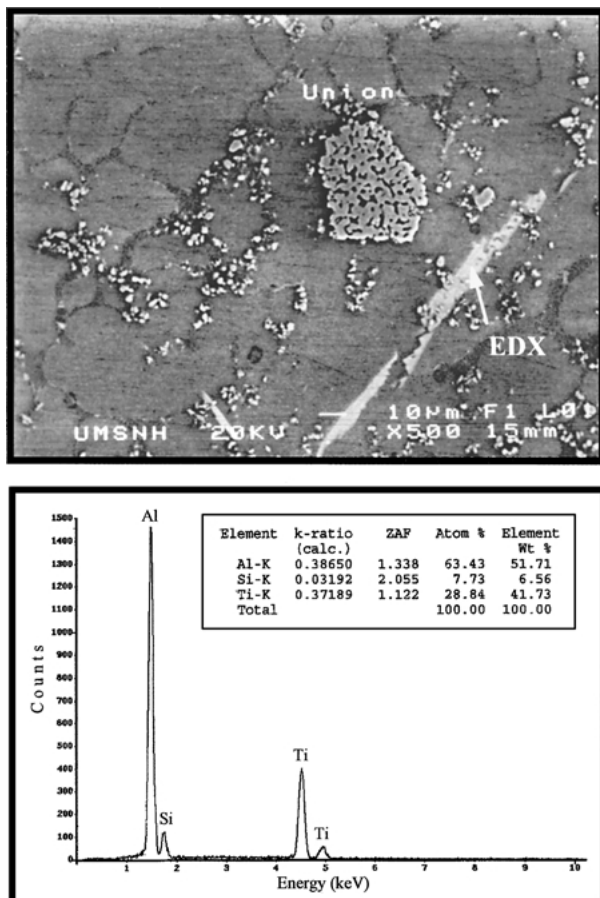 Union
EDX
10µm F1
UMSNH 20KV X500 15mm
Al
Si
Ti
Ti
Element k-ratio (calc.) ZAF Atom % Element Wt %
Al-K 0.38650 1.338 63.43 51.71
Si-K 0.03192 2.055 7.73 6.56
Ti-K 0.37189 1.122 28.84 41.73
Total 100.00 100.00
Counts
1500
1400
1300
1200
1100
1000
900
800
700
600
500
400
300
200
100
0
1 2 3 4 5 6 7 8 9 10
Energy (keV)